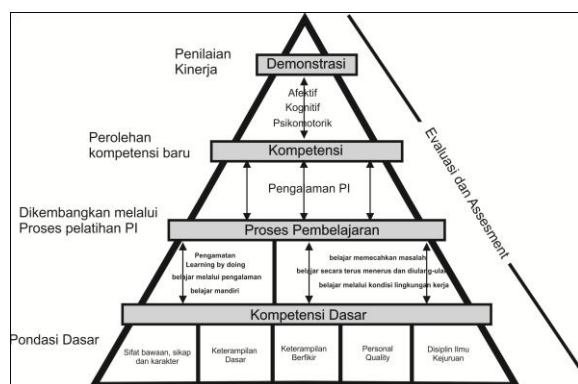 Penilaian
Kinerja
Demonstrasi
Afektif
Kognitif
Psikomotorik
Perolehan
kompetensi baru
Kompetensi
Pengalaman PI
Dikembangkan melalui
Proses pelatihan PI
Proses Pembelajaran
Pengamatan
Learning by doing
belajar melalui pengalaman
belajar mandiri
belajar memecahkan masalah
belajar secara terus menerus dan diulang-ulang
belajar melalui kondisi lingkungan kerja
Kompetensi Dasar
Pondasi Dasar
Sifat bawaan, sikap
dan karakter
Keterampilan
Dasar
Keterampilan
Berfikir
Personal
Quality
Disiplin Ilmu
Kejuruan
Evaluasi dan Assesment